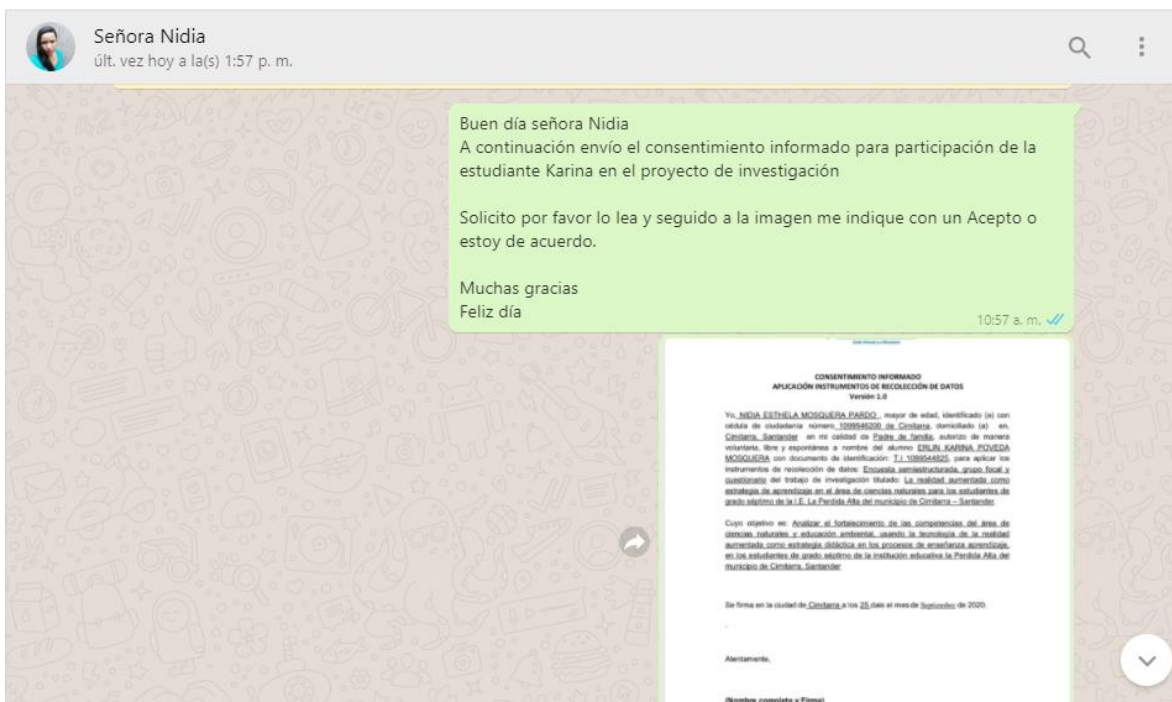 Señora Nidia
últ. vez hoy a la(s) 1:57 p. m.
Buen día señora Nidia
A continuación envío el consentimiento informado para participación de la
estudiante Karina en el proyecto de investigación
Solicito por favor lo lea y seguido a la imagen me indique con un Acepto o
estoy de acuerdo.
Muchas gracias
Feliz día
10:57 a. m.
CONSENTIMIENTO INFORMADO
APLICACIÓN INSTRUMENTOS DE RECOLECCIÓN DE DATOS
Versión 1.0
Yo, NIDIA ESTHELA MOSQUERA PARDO , mayor de edad, identificado (a) con
cédula de ciudadanía número 1099546200 de Cimitarra, domiciliado (a) en,
Cimitarra, Santander en mi calidad de Padre de familia, autorizo de manera
voluntaria, libre y espontánea a nombre del alumno ERLIN KARINA POVEDA
MOSQUERA con documento de identificación: T.I 1099544825, para aplicar los
instrumentos de recolección de datos: Encuesta semiestructurada, grupo focal y
cuestionario del trabajo de investigación titulado: La realidad aumentada como
estrategia de aprendizaje en el área de ciencias naturales para los estudiantes de
grado séptimo de la I.E. La Perdida Alta del municipio de Cimitarra – Santander.
Cuyo objetivo es: Analizar el fortalecimiento de las competencias del área de
ciencias naturales y educación ambiental, usando la tecnología de la realidad
aumentada como estrategia didáctica en los procesos de enseñanza aprendizaje,
en los estudiantes de grado séptimo de la institución educativa la Perdida Alta del
municipio de Cimitarra, Santander
Se firma en la ciudad de Cimitarra a los 25 dais el mes de Septiembre de 2020.
Atentamente,
(Nombre completo y Firma)